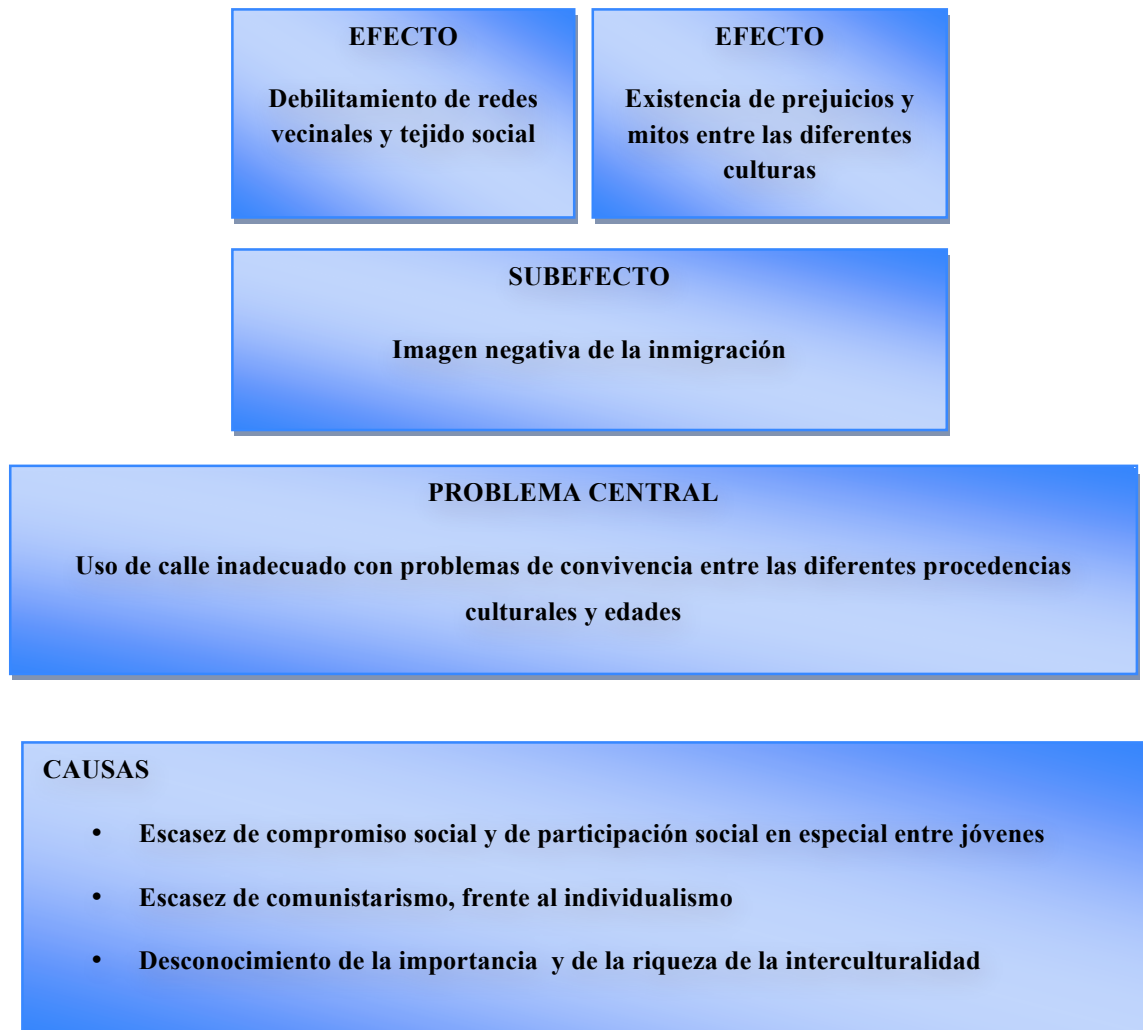 EFECTO
Debilitamiento de redes
vecinales y tejido social
EFECTO
Existencia de prejuicios y
mitos entre las diferentes
culturas
SUBEFECTO
Imagen negativa de la inmigración
PROBLEMA CENTRAL
Uso de calle inadecuado con problemas de convivencia entre las diferentes procedencias
culturales y edades
CAUSAS
• Escasez de compromiso social y de participación social en especial entre jóvenes
• Escasez de comunistarismo, frente al individualismo
• Desconocimiento de la importancia y de la riqueza de la interculturalidad